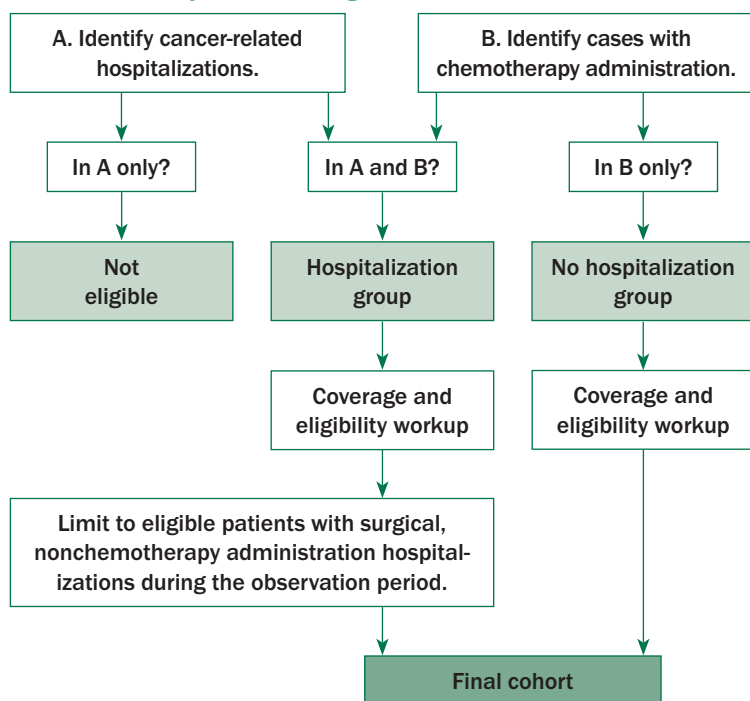 A. Identify cancer-related
hospitalizations.
B. Identify cases with
chemotherapy administration.
In A only?
In A and B?
In B only?
Not
eligible
Hospitalization
group
No hospitalization
group
Coverage and
eligibility workup
Coverage and
eligibility workup
Limit to eligible patients with surgical,
nonchemotherapy administration hospital-
izations during the observation period.
Final cohort